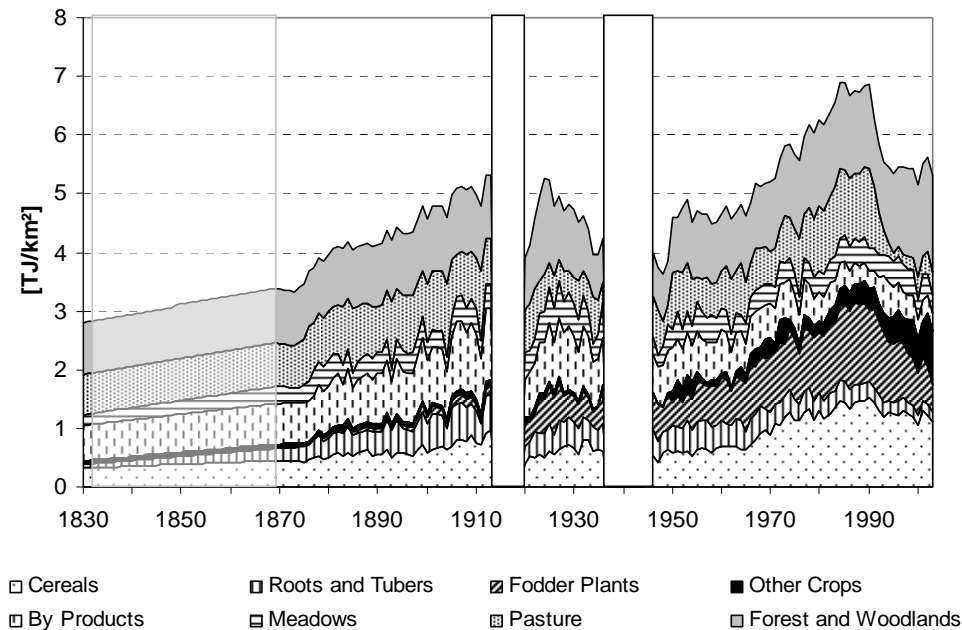 8
7
6
5
4
3
2
1
0
[TJ/km²]
1830 1850 1870 1890 1910 1930 1950 1970 1990
Cereals Roots and Tubers Fodder Plants Other Crops
By Products Meadows Pasture Forest and Woodlands